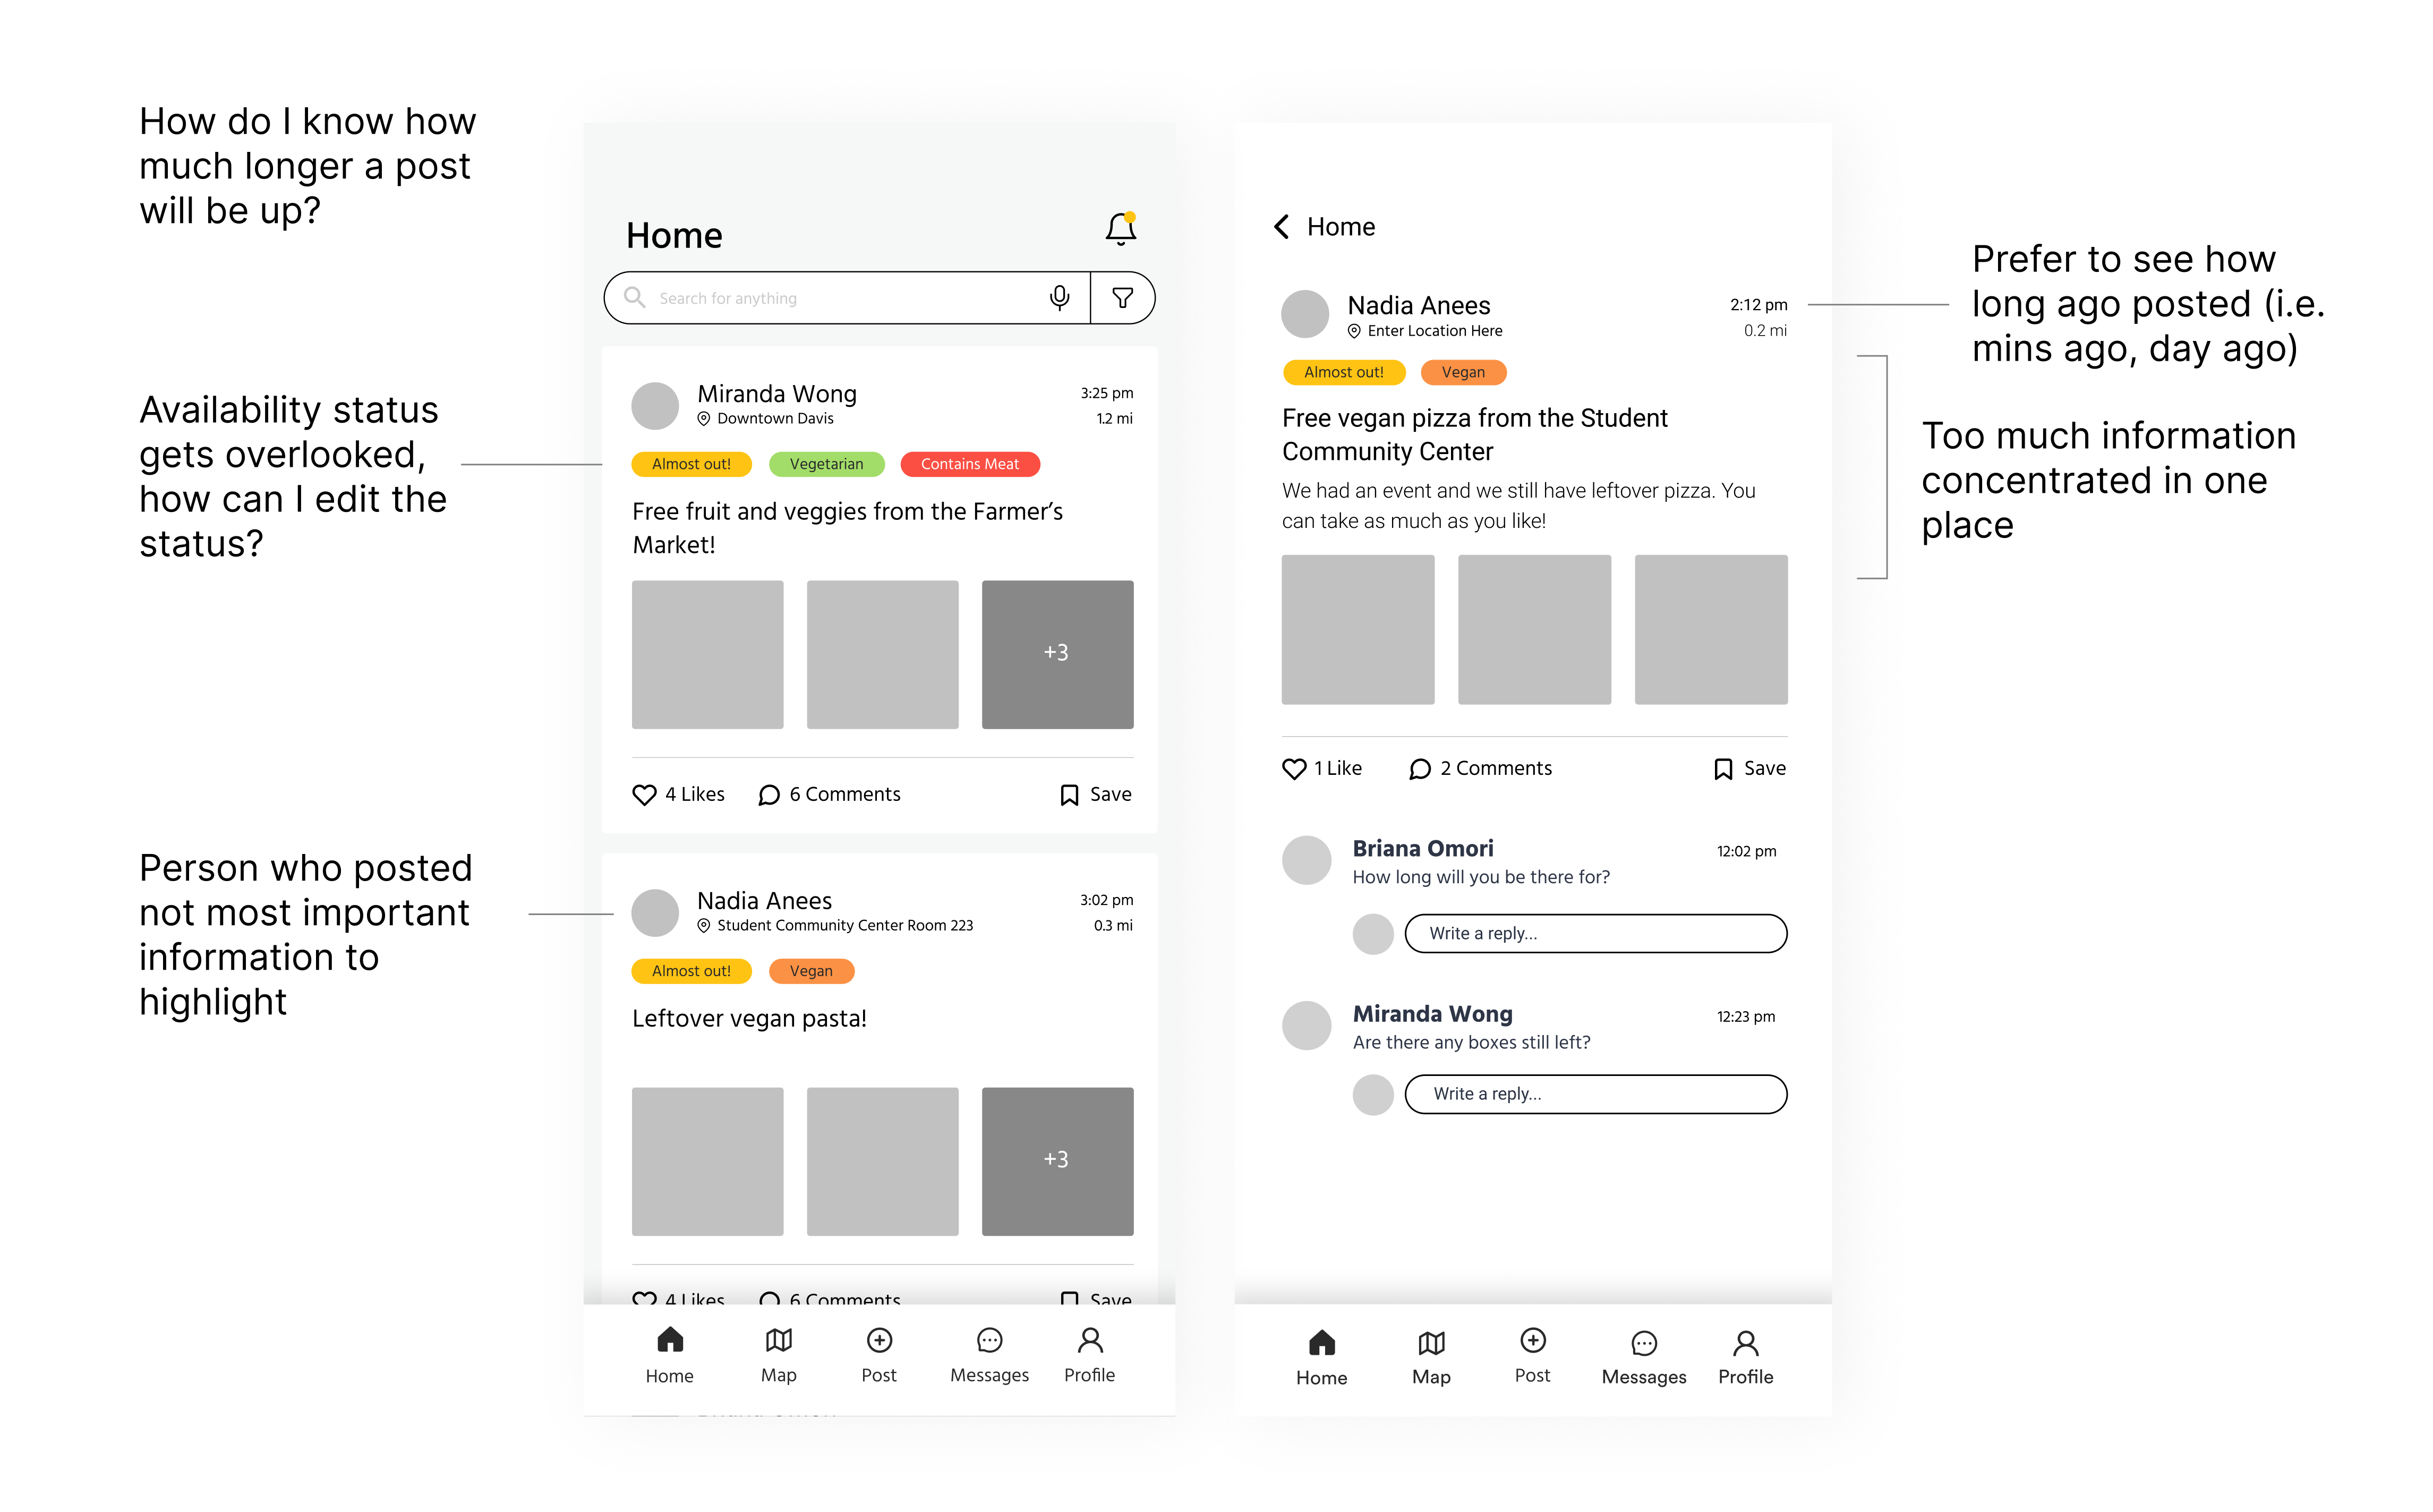 How do I know how
much longer a post
will be up?
Availability status
gets overlooked,
how can I edit the
status?
Person who posted
not most important
information to
highlight
Home
Search for anything
Miranda Wong
3:25 pm
Downtown Davis
1.2 mi
Almost out!
Vegetarian
Contains Meat
Free fruit and veggies from the Farmer’s
Market!
+3
4 Likes
6 Comments
Save
Nadia Anees
3:02 pm
Student Community Center Room 223
0.3 mi
Almost out!
Vegan
Leftover vegan pasta!
+3
4 Likes
6 Comments
Save
Home
Map
Post
Messages
Profile
Home
Nadia Anees
2:12 pm
Enter Location Here
0.2 mi
Almost out!
Vegan
Free vegan pizza from the Student
Community Center
We had an event and we still have leftover pizza. You
can take as much as you like!
1 Like
2 Comments
Save
Briana Omori
12:02 pm
How long will you be there for?
Write a reply...
Miranda Wong
12:23 pm
Are there any boxes still left?
Write a reply...
Home
Map
Post
Messages
Profile
Prefer to see how
long ago posted (i.e.
mins ago, day ago)
Too much information
concentrated in one
place